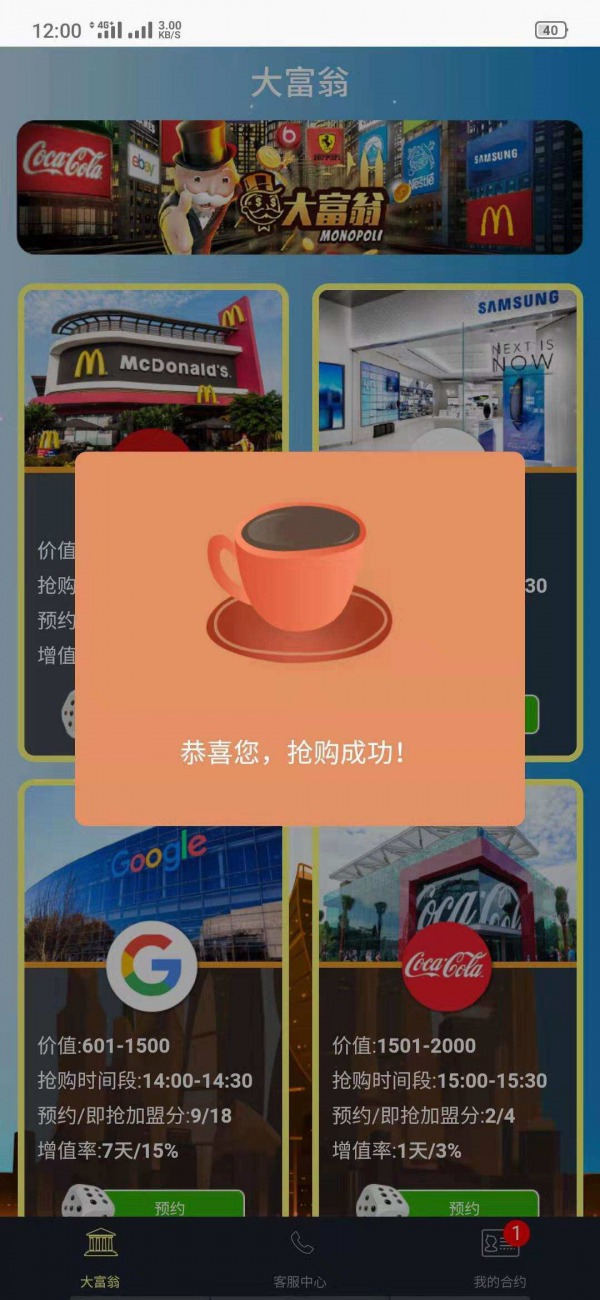 12:00 4G+ 3.00 KB/S 40
大富翁
Coca-Cola
ebay
Ferrari
Nestlé
SAMSUNG
大富翁
MONOPOLI
McDonald's
SAMSUNG
NEXT IS
NOW
价值
抢购
30
预约
增值
恭喜您，抢购成功！
Google
Coca-Cola
G
Coca-Cola
价值:601-1500
价值:1501-2000
抢购时间段:14:00-14:30
抢购时间段:15:00-15:30
预约/即抢加盟分:9/18
预约/即抢加盟分:2/4
增值率:7天/15%
增值率:1天/3%
预约
预约
1
大富翁
客服中心
我的合约